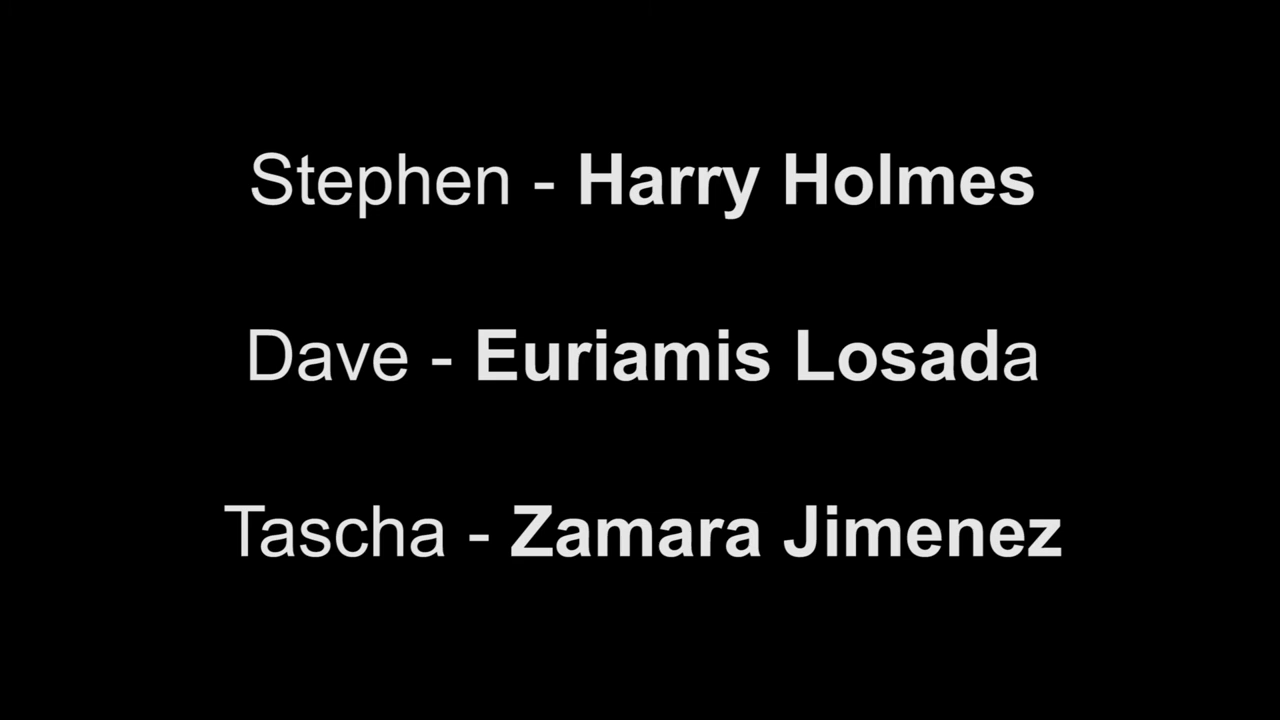 Stephen - Harry Holmes
Dave - Euriamis Losada
Tascha - Zamara Jimenez